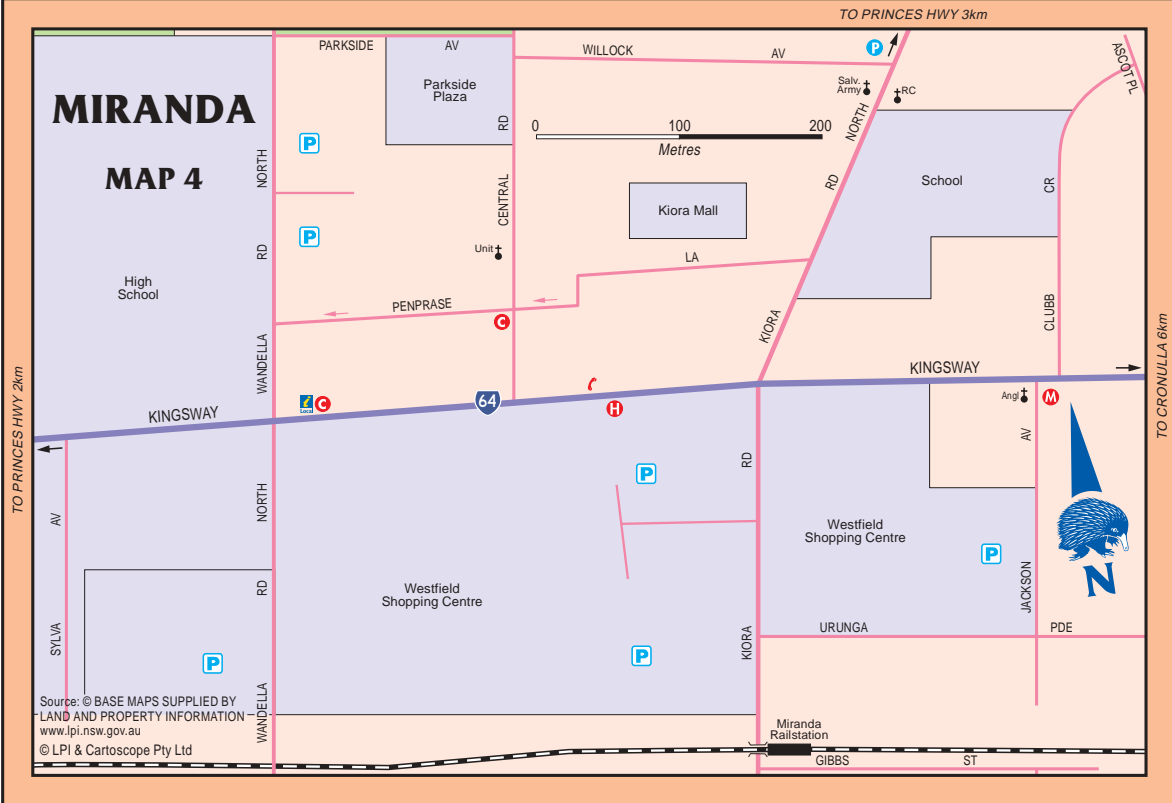 TO PRINCES HWY 3km
MIRANDA
MAP 4
PARKSIDE AV
WILLOCK AV
P
ASCOT PL
Parkside
Plaza
Salv.
Army
RC
NORTH
RD
0 100 200
Metres
P
NORTH
RD
CENTRAL
School
CR
Kiora Mall
P
RD
Unit
LA
High
School
PENPRASE
C
KIORA
CLUBB
WANDELLA
KINGSWAY
TO CRONULLA 6km
TO PRINCES HWY 2km
i
Local
C
KINGSWAY
64
H
Angl
M
AV
RD
P
NORTH
AV
Westfield
Shopping Centre
P
N
JACKSON
RD
Westfield
Shopping Centre
URUNGA PDE
SYLVA
P
P
KIORA
WANDELLA
Source: © BASE MAPS SUPPLIED BY
LAND AND PROPERTY INFORMATION
www.lpi.nsw.gov.au
© LPI & Cartoscope Pty Ltd
Miranda
Railstation
GIBBS ST